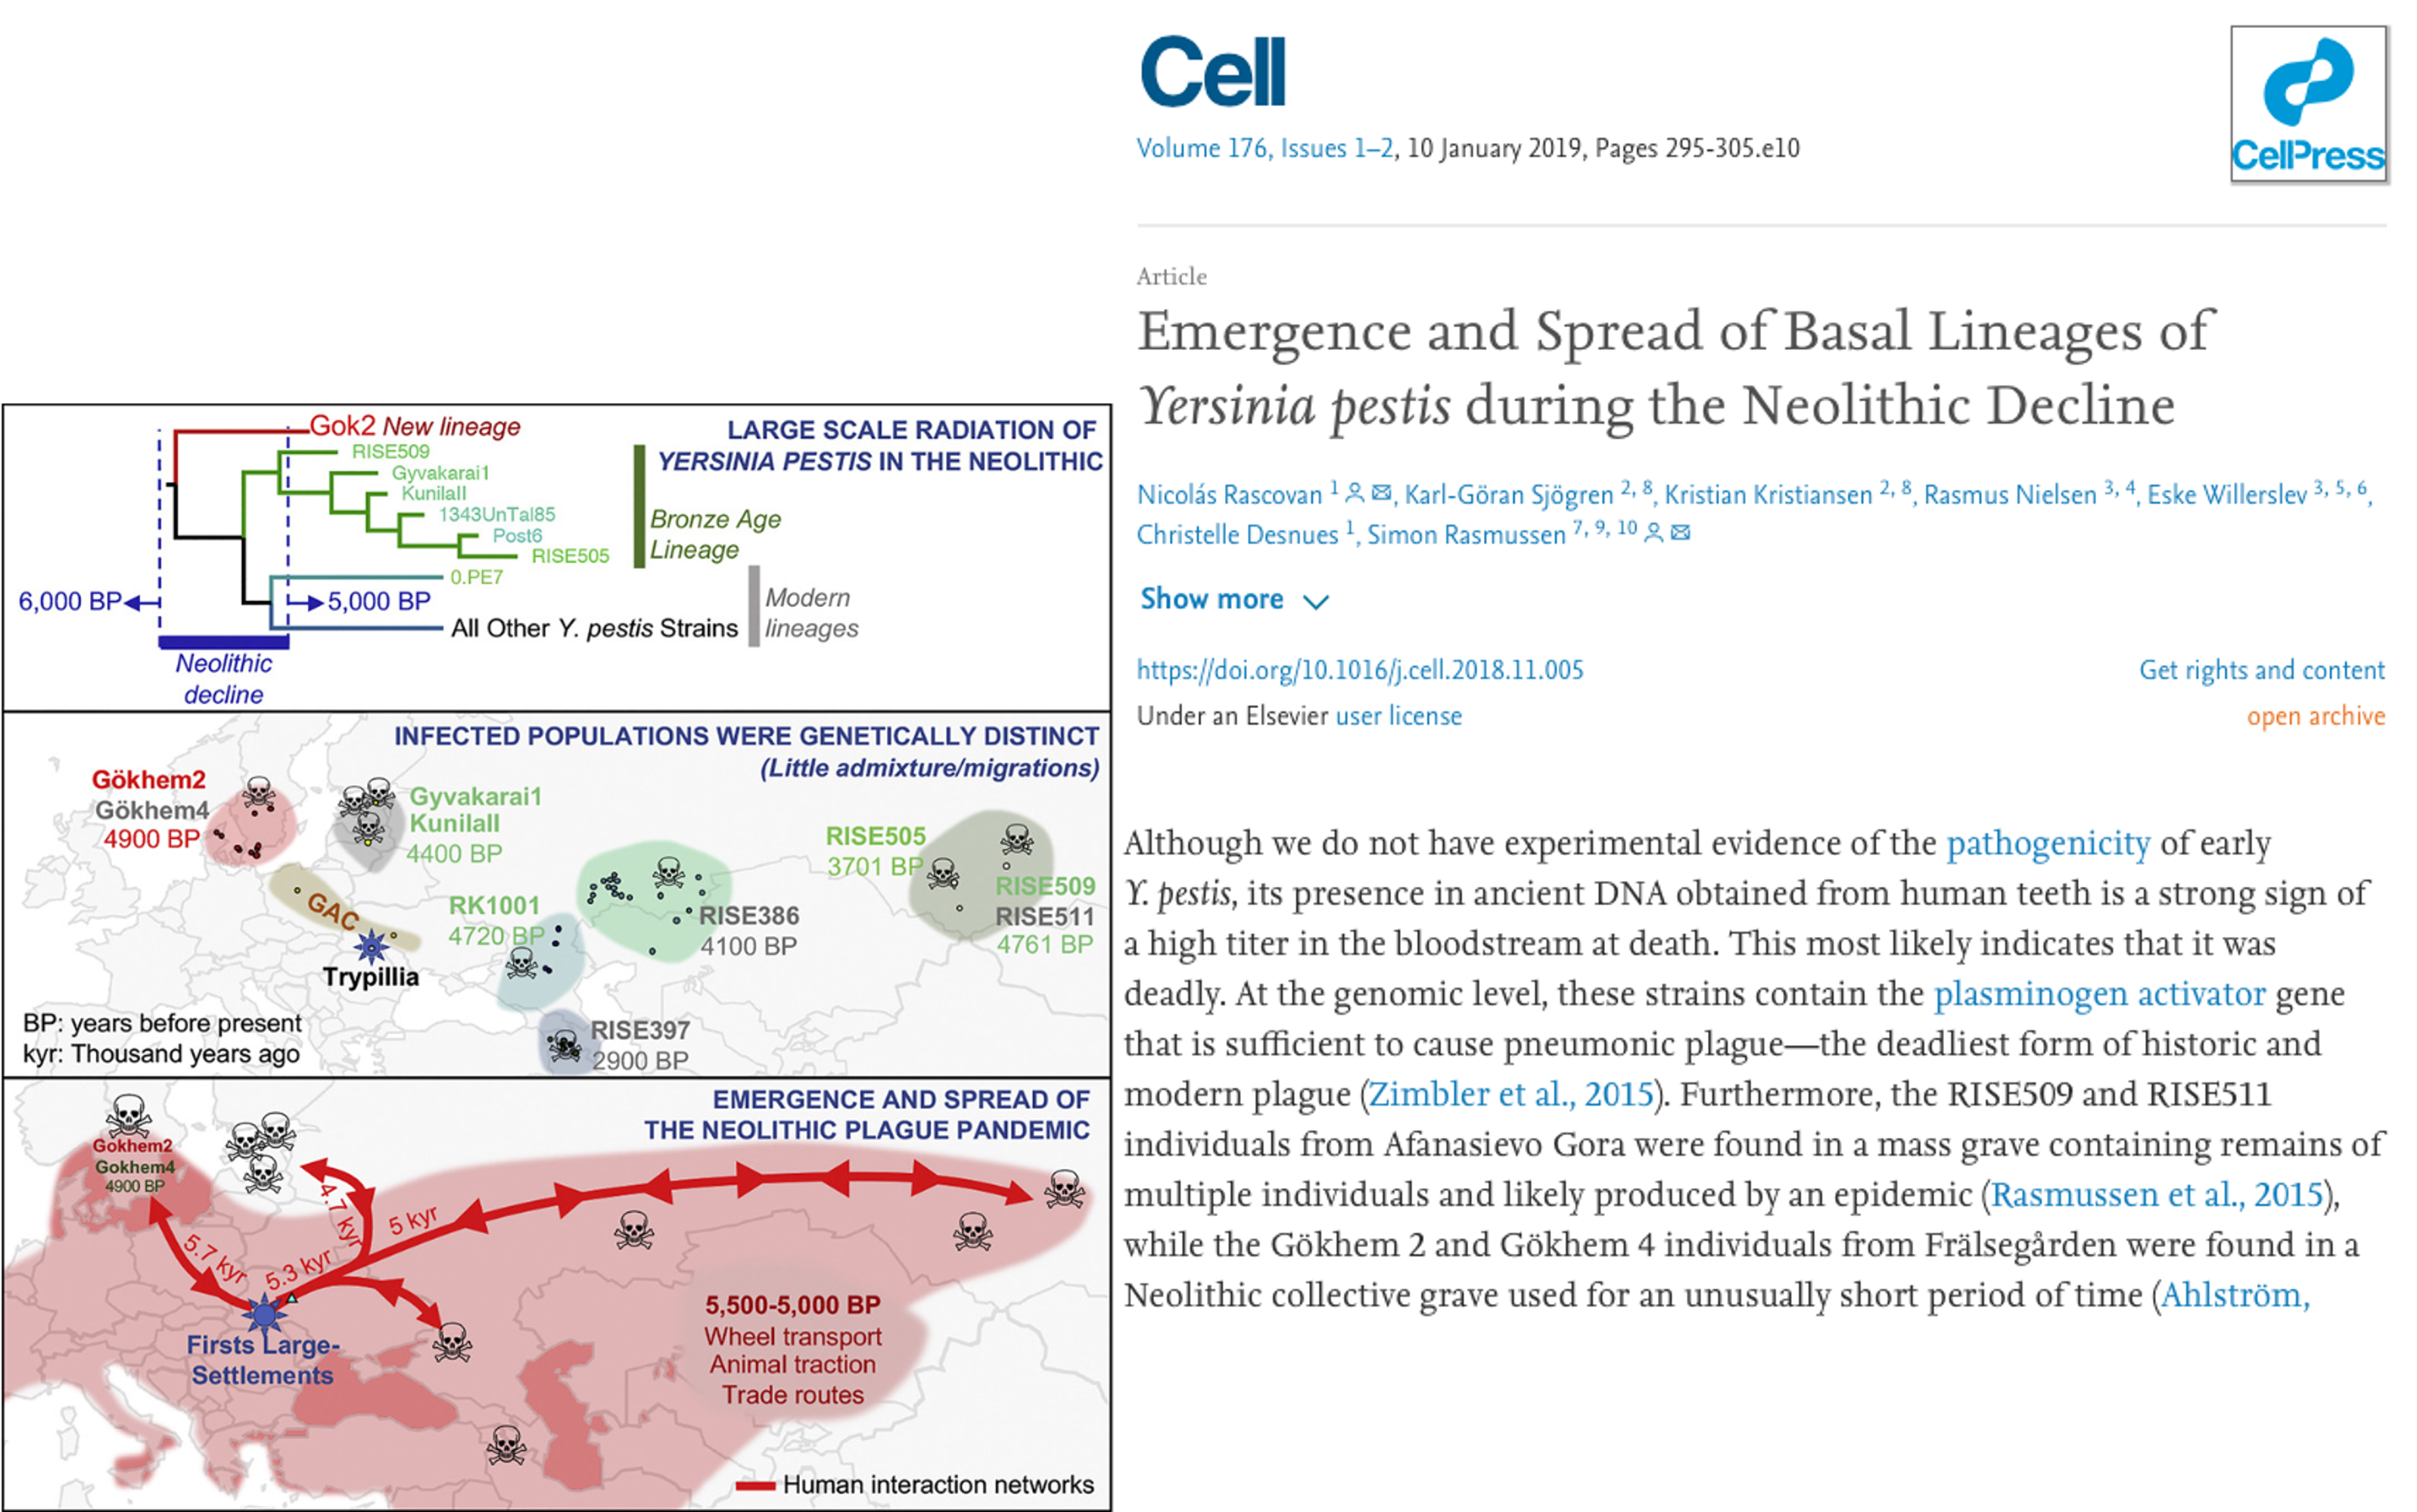 Cell
CellPress
Volume 176, Issues 1–2, 10 January 2019, Pages 295-305.e10
Article
Emergence and Spread of Basal Lineages of
Yersinia pestis during the Neolithic Decline
Nicolás Rascovan 1, Karl-Göran Sjögren 2, 8, Kristian Kristiansen 2, 8, Rasmus Nielsen 3, 4, Eske Willerslev 3, 5, 6,
Christelle Desnues 1, Simon Rasmussen 7, 9, 10
Show more
https://doi.org/10.1016/j.cell.2018.11.005
Get rights and content
Under an Elsevier user license
open archive
Although we do not have experimental evidence of the pathogenicity of early
Y. pestis, its presence in ancient DNA obtained from human teeth is a strong sign of
a high titer in the bloodstream at death. This most likely indicates that it was
deadly. At the genomic level, these strains contain the plasminogen activator gene
that is sufficient to cause pneumonic plague—the deadliest form of historic and
modern plague (Zimbler et al., 2015). Furthermore, the RISE509 and RISE511
individuals from Afanasievo Gora were found in a mass grave containing remains of
multiple individuals and likely produced by an epidemic (Rasmussen et al., 2015),
while the Gökhem 2 and Gökhem 4 individuals from Frälsegården were found in a
Neolithic collective grave used for an unusually short period of time (Ahlström,
LARGE SCALE RADIATION OF
YERSINIA PESTIS IN THE NEOLITHIC
Gok2 New lineage
RISE509
Gyvakarai1
KunilaII
1343UnTal85
Post6
RISE505
Bronze Age
Lineage
0.PE7
6,000 BP
5,000 BP
All Other Y. pestis Strains
Modern
lineages
Neolithic
decline
INFECTED POPULATIONS WERE GENETICALLY DISTINCT
(Little admixture/migrations)
Gökhem2
Gökhem4
4900 BP
Gyvakarai1
KunilaII
4400 BP
GAC
Trypillia
RK1001
4720 BP
RISE386
4100 BP
RISE505
3701 BP
RISE509
RISE511
4761 BP
RISE397
2900 BP
BP: years before present
kyr: Thousand years ago
EMERGENCE AND SPREAD OF
THE NEOLITHIC PLAGUE PANDEMIC
Gokhem2
Gokhem4
4900 BP
4.7 kyr
5 kyr
5.7 kyr
5.3 kyr
Firsts Large-
Settlements
5,500-5,000 BP
Wheel transport
Animal traction
Trade routes
Human interaction networks